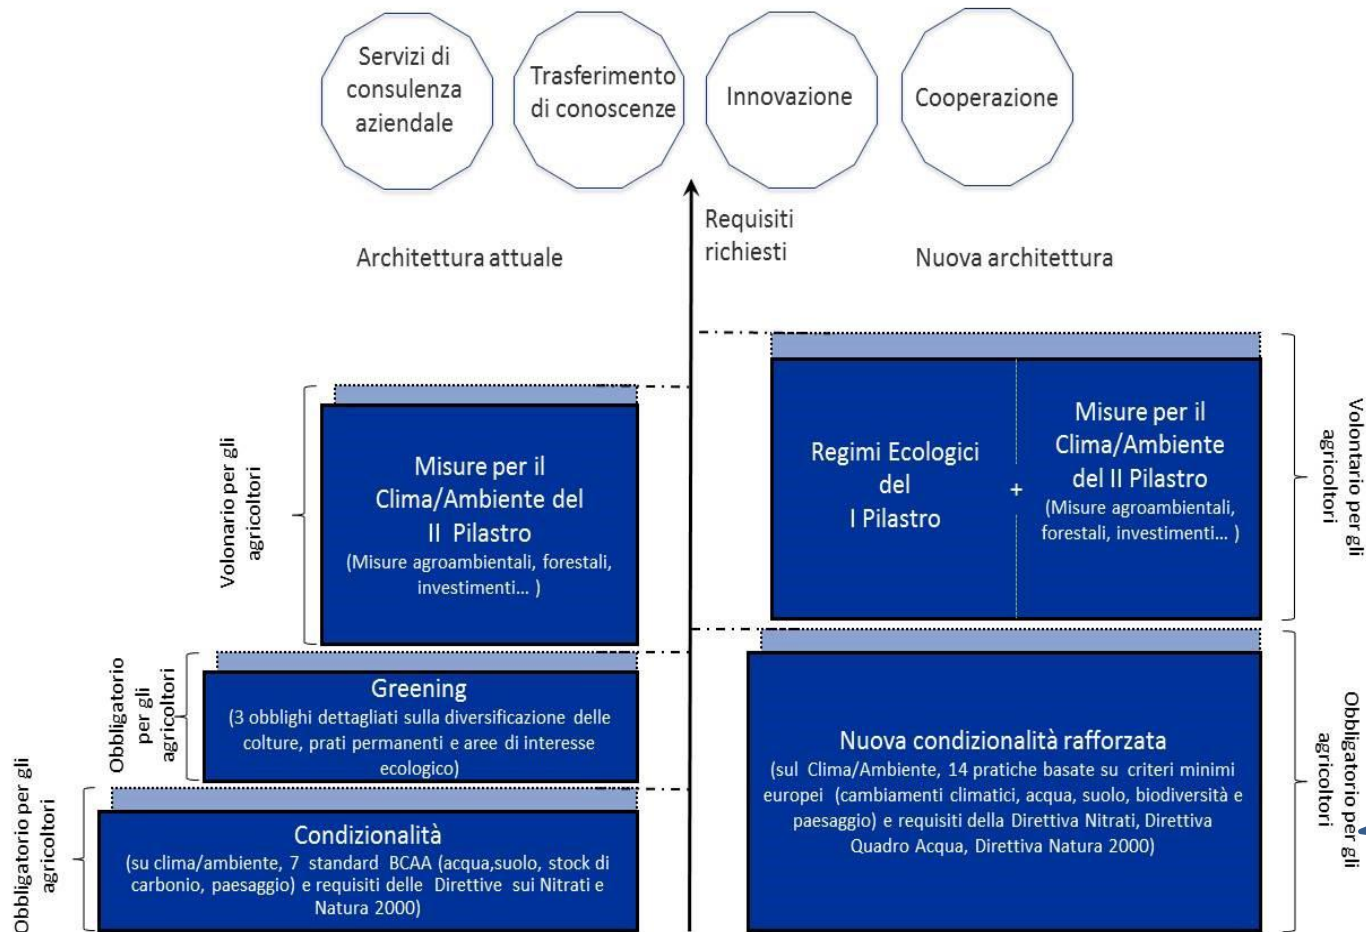 Servizi di
consulenza
aziendale
Trasferimento
di conoscenze
Innovazione
Cooperazione
Requisiti
richiesti
Architettura attuale
Nuova architettura
Volonario per gli
agricoltori
Misure per il
Clima/Ambiente del
II Pilastro
(Misure agroambientali, forestali,
investimenti... )
Obbligatorio
per gli
agricoltori
Greening
(3 obblighi dettagliati sulla diversificazione delle
colture, prati permanenti e aree di interesse
ecologico)
Obbligatorio per gli
agricoltori
Condizionalità
(su clima/ambiente, 7 standard BCAA (acqua,suolo, stock di
carbonio, paesaggio) e requisiti delle Direttive sui Nitrati e
Natura 2000)
Regimi Ecologici
del
I Pilastro
+
Misure per il
Clima/Ambiente
del II Pilastro
(Misure agroambientali,
forestali, investimenti... )
Volontario per gli
agricoltori
Nuova condizionalità rafforzata
(sul Clima/Ambiente, 14 pratiche basate su criteri minimi
europei (cambiamenti climatici, acqua, suolo, biodiversità e
paesaggio) e requisiti della Direttiva Nitrati, Direttiva
Quadro Acqua, Direttiva Natura 2000)
Obbligatorio per gli
agricoltori